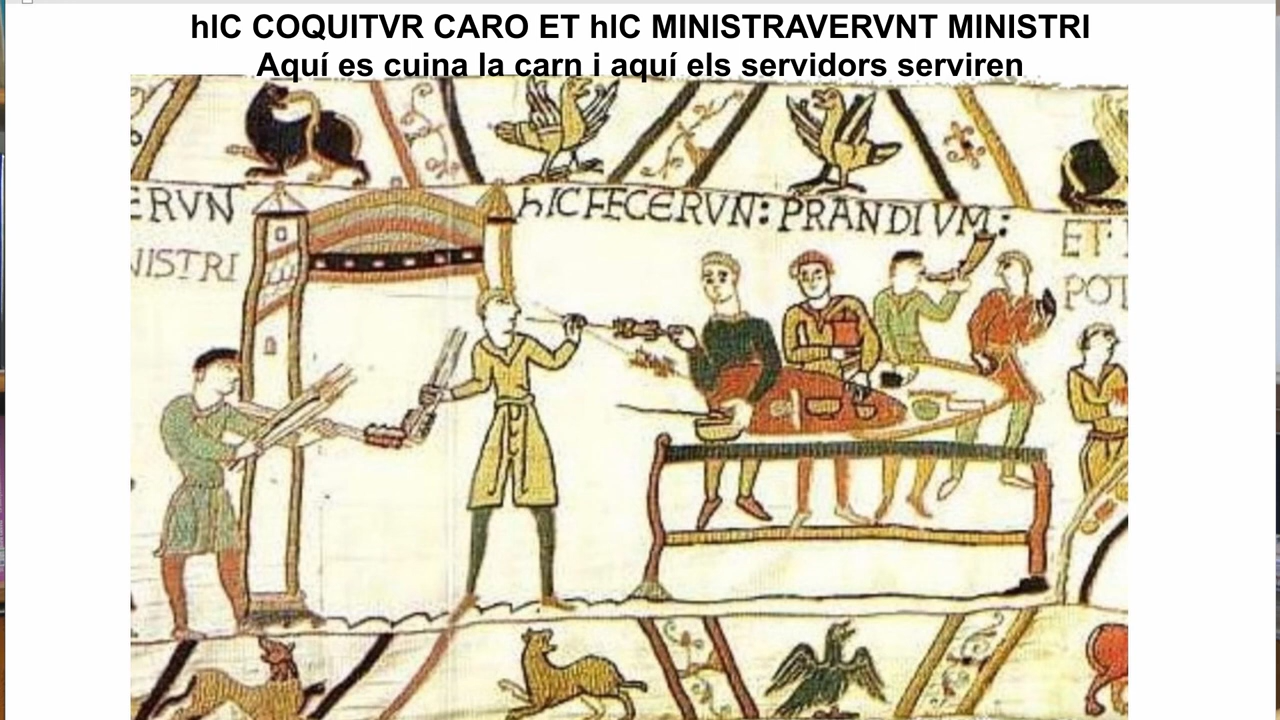 hIC COQUITVR CARO ET hIC MINISTRAVERVNT MINISTRI
Aquí es cuina la carn i aquí els servidors serviren
ERVN hIC FECERVN: PRANDIVM: ET:
NISTRI POT